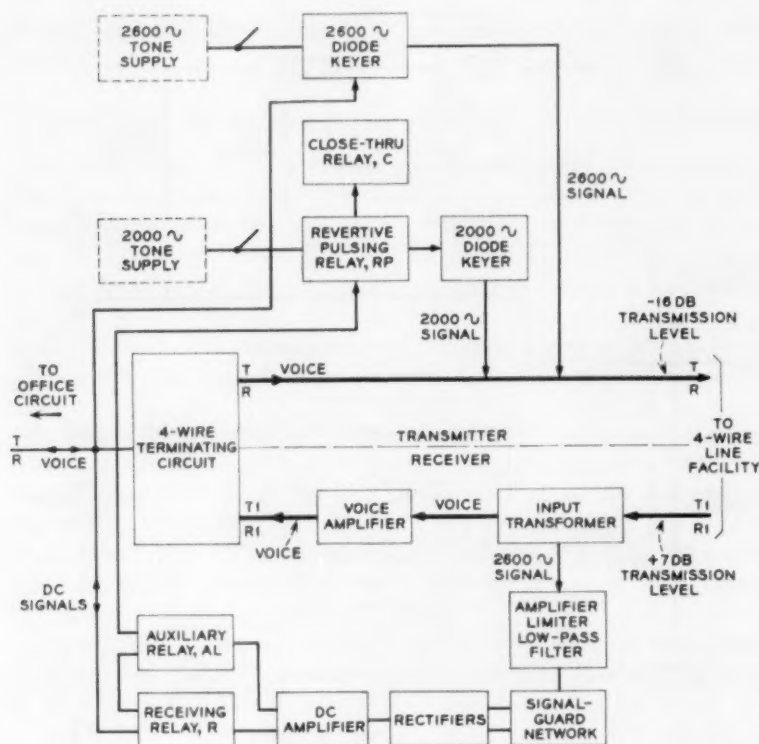 2600 ∿
TONE
SUPPLY
2600 ∿
DIODE
KEYER
CLOSE-THRU
RELAY, C
2600 ∿
SIGNAL
2000 ∿
TONE
SUPPLY
REVERTIVE
PULSING
RELAY, RP
2000 ∿
DIODE
KEYER
2000 ∿
SIGNAL
-16 DB
TRANSMISSION
LEVEL
TO
OFFICE
CIRCUIT
T
R
VOICE
4-WIRE
TERMINATING
CIRCUIT
T
R
VOICE
T
R
TRANSMITTER
RECEIVER
TO
4-WIRE
LINE
FACILITY
T1
R1
VOICE
VOICE
AMPLIFIER
VOICE
INPUT
TRANSFORMER
T1
R1
+7 DB
TRANSMISSION
LEVEL
2600 ∿
SIGNAL
DC
SIGNALS
AMPLIFIER
LIMITER
LOW-PASS
FILTER
AUXILIARY
RELAY, AL
RECEIVING
RELAY, R
DC
AMPLIFIER
RECTIFIERS
SIGNAL-
GUARD
NETWORK